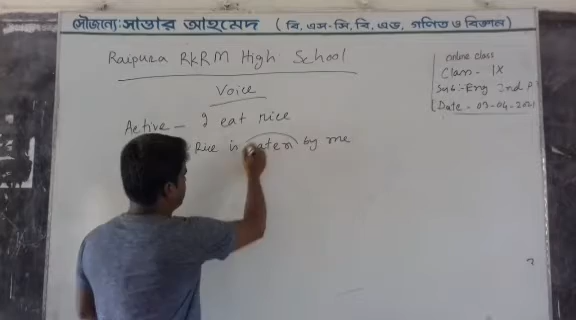 সৌজন্যে: সাত্তার আহমেদ ( বি, এস-সি, বি, এড, গণিত ও বিজ্ঞান)
Raipura RKRM High School
Voice
Active - I eat rice
Rice is eaten by me
online class
Class - IX
Sub:- Eng 2nd P
Date - 07-04-2021